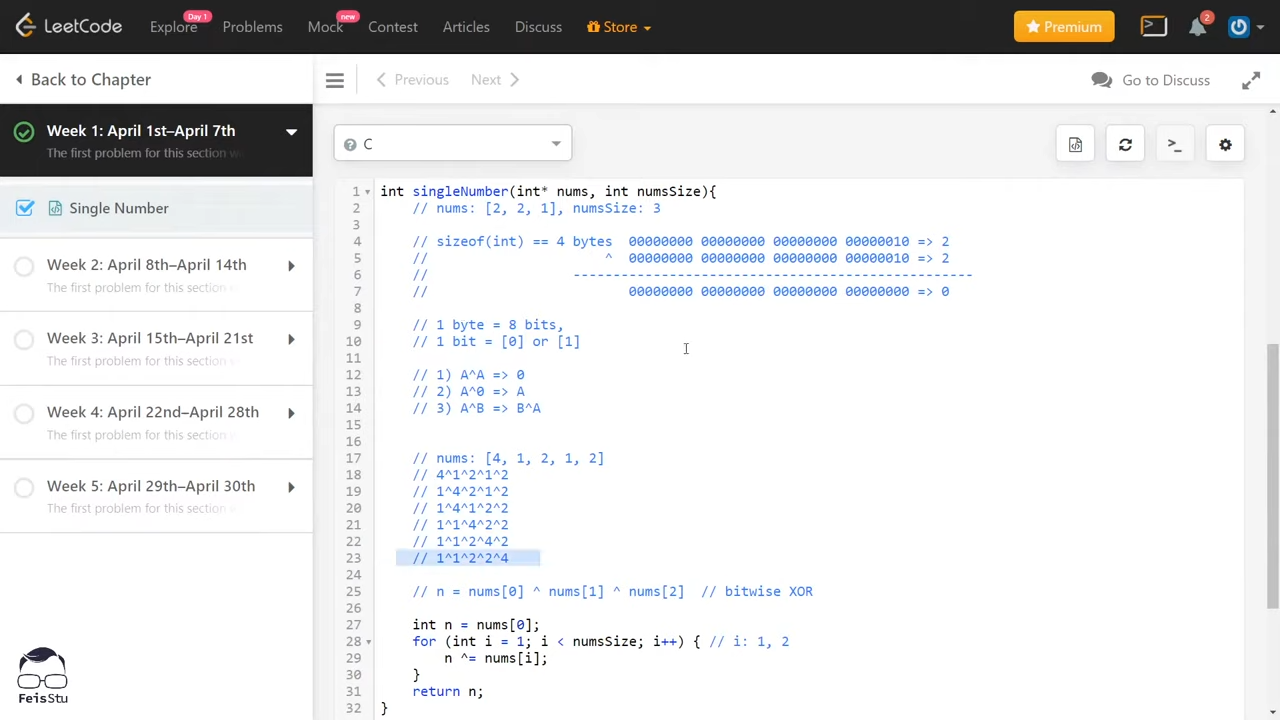 LeetCode
Explore
Day 1
Problems
Mock
new
Contest
Articles
Discuss
Store
Premium
2
Back to Chapter
Previous
Next
Go to Discuss
Week 1: April 1st–April 7th
The first problem for this section w
Single Number
Week 2: April 8th–April 14th
The first problem for this section wi
Week 3: April 15th–April 21st
The first problem for this section wi
Week 4: April 22nd–April 28th
The first problem for this section wi
Week 5: April 29th–April 30th
The first problem for this section wi
C
1 int singleNumber(int* nums, int numsSize){
2 // nums: [2, 2, 1], numsSize: 3
3
4 // sizeof(int) == 4 bytes 00000000 00000000 00000000 00000010 => 2
5 // ^ 00000000 00000000 00000000 00000010 => 2
6 // --------------------------------------------------
7 // 00000000 00000000 00000000 00000000 => 0
8
9 // 1 byte = 8 bits,
10 // 1 bit = [0] or [1]
11
12 // 1) A^A => 0
13 // 2) A^0 => A
14 // 3) A^B => B^A
15
16
17 // nums: [4, 1, 2, 1, 2]
18 // 4^1^2^1^2
19 // 1^4^2^1^2
20 // 1^4^1^2^2
21 // 1^1^4^2^2
22 // 1^1^2^4^2
23 // 1^1^2^2^4
24
25 // n = nums[0] ^ nums[1] ^ nums[2] // bitwise XOR
26
27 int n = nums[0];
28 for (int i = 1; i < numsSize; i++) { // i: 1, 2
29 n ^= nums[i];
30 }
31 return n;
32 }
FeisStu